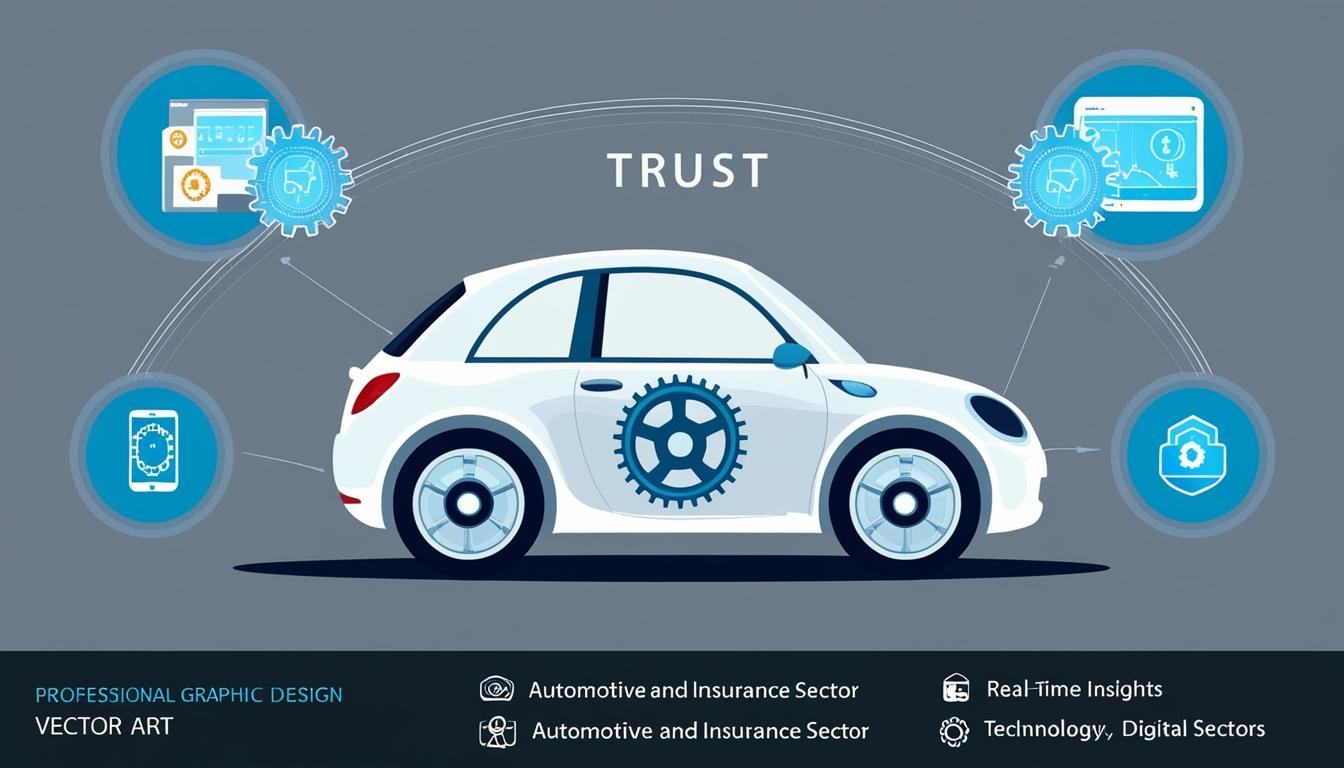 TRUST
PROFESSIONAL GRAPHIC DESIGN
VECTOR ART
Automotive and Insurance Sector
Automotive and Insurance Sector
Real-Time Insights
Teclnnology,, Digital Sectors